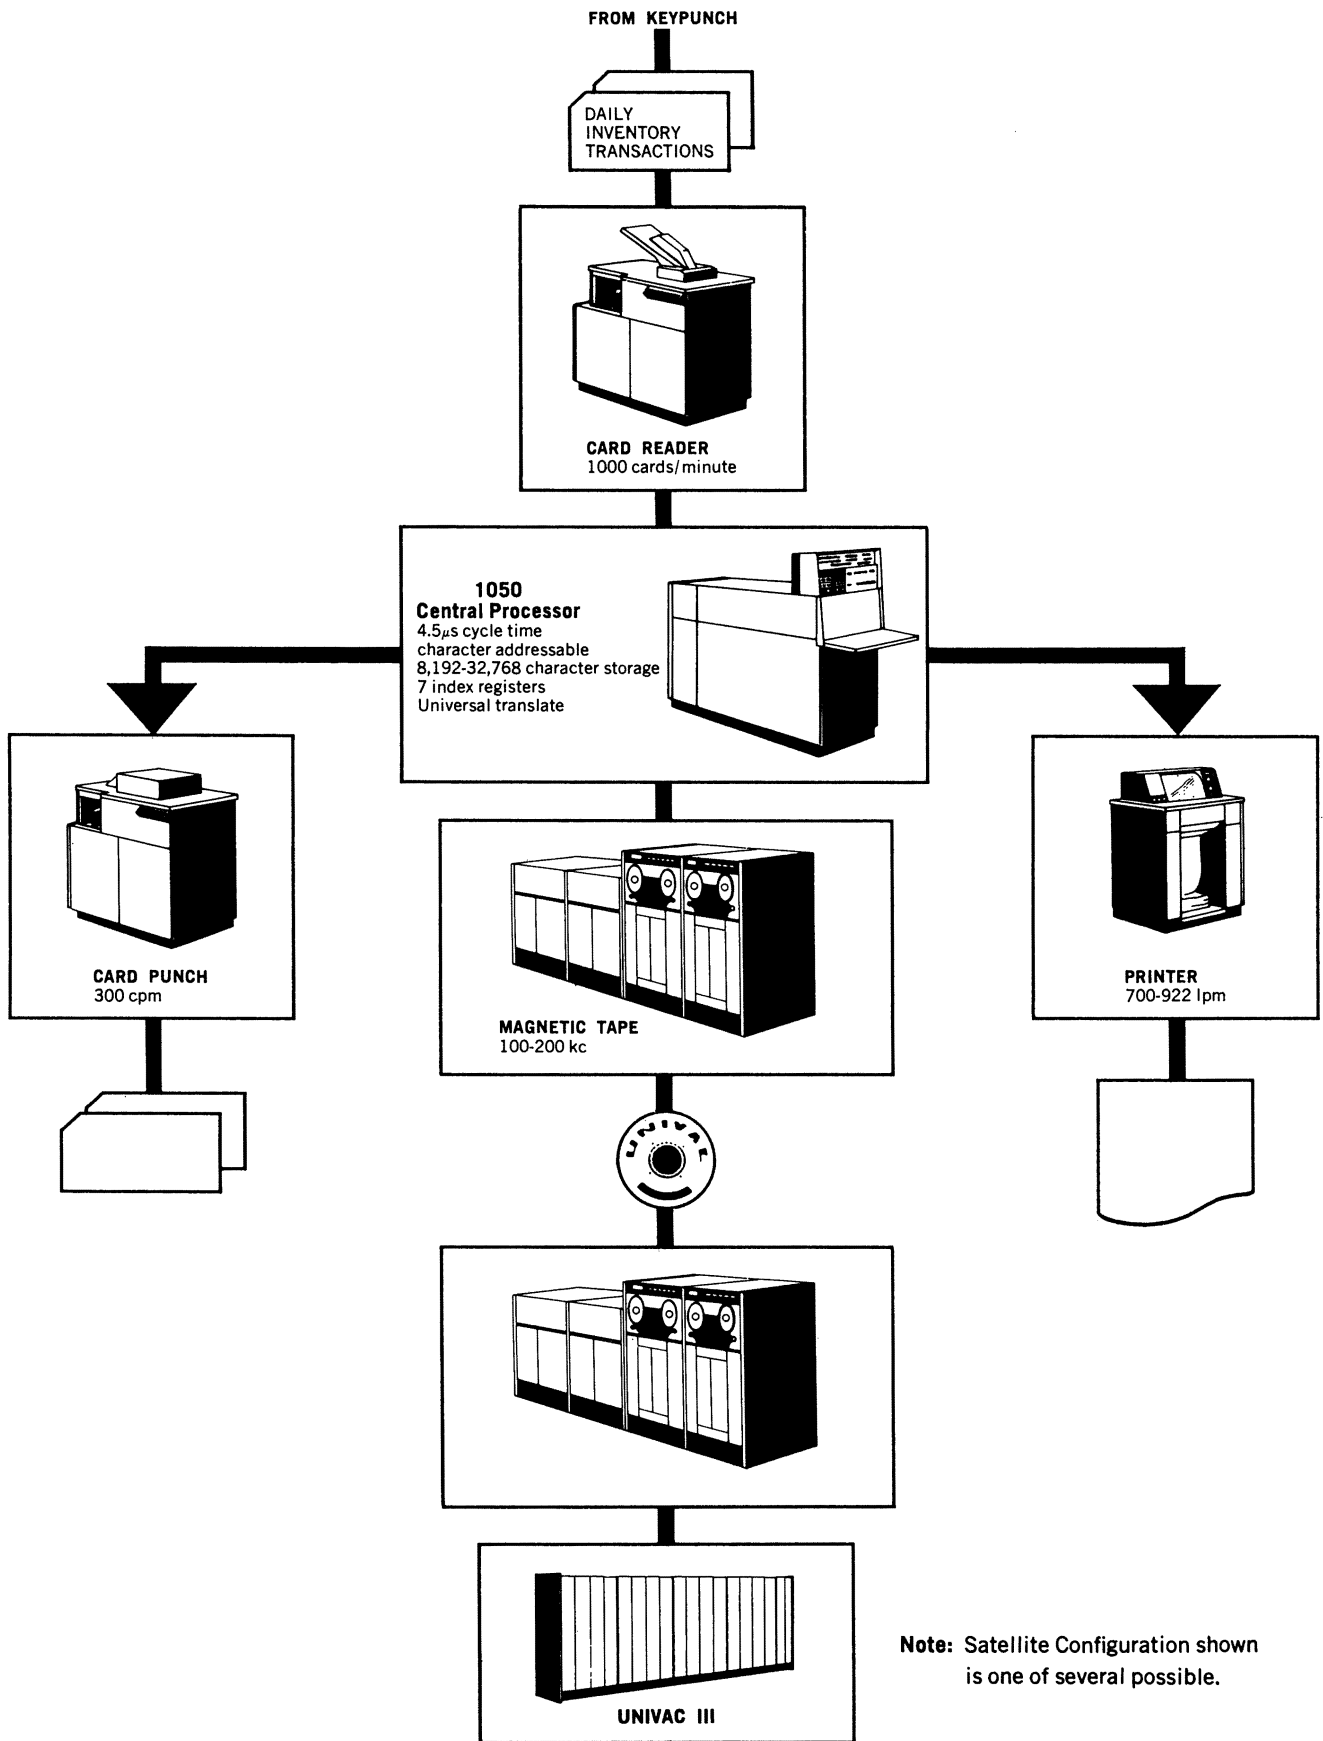 FROM KEYPUNCH
DAILY
INVENTORY
TRANSACTIONS
CARD READER
1000 cards/minute
1050
Central Processor
4.5μs cycle time
character addressable
8,192-32,768 character storage
7 index registers
Universal translate
CARD PUNCH
300 cpm
MAGNETIC TAPE
100-200 kc
PRINTER
700-922 lpm
UNIVAC
UNIVAC III
Note: Satellite Configuration shown
is one of several possible.